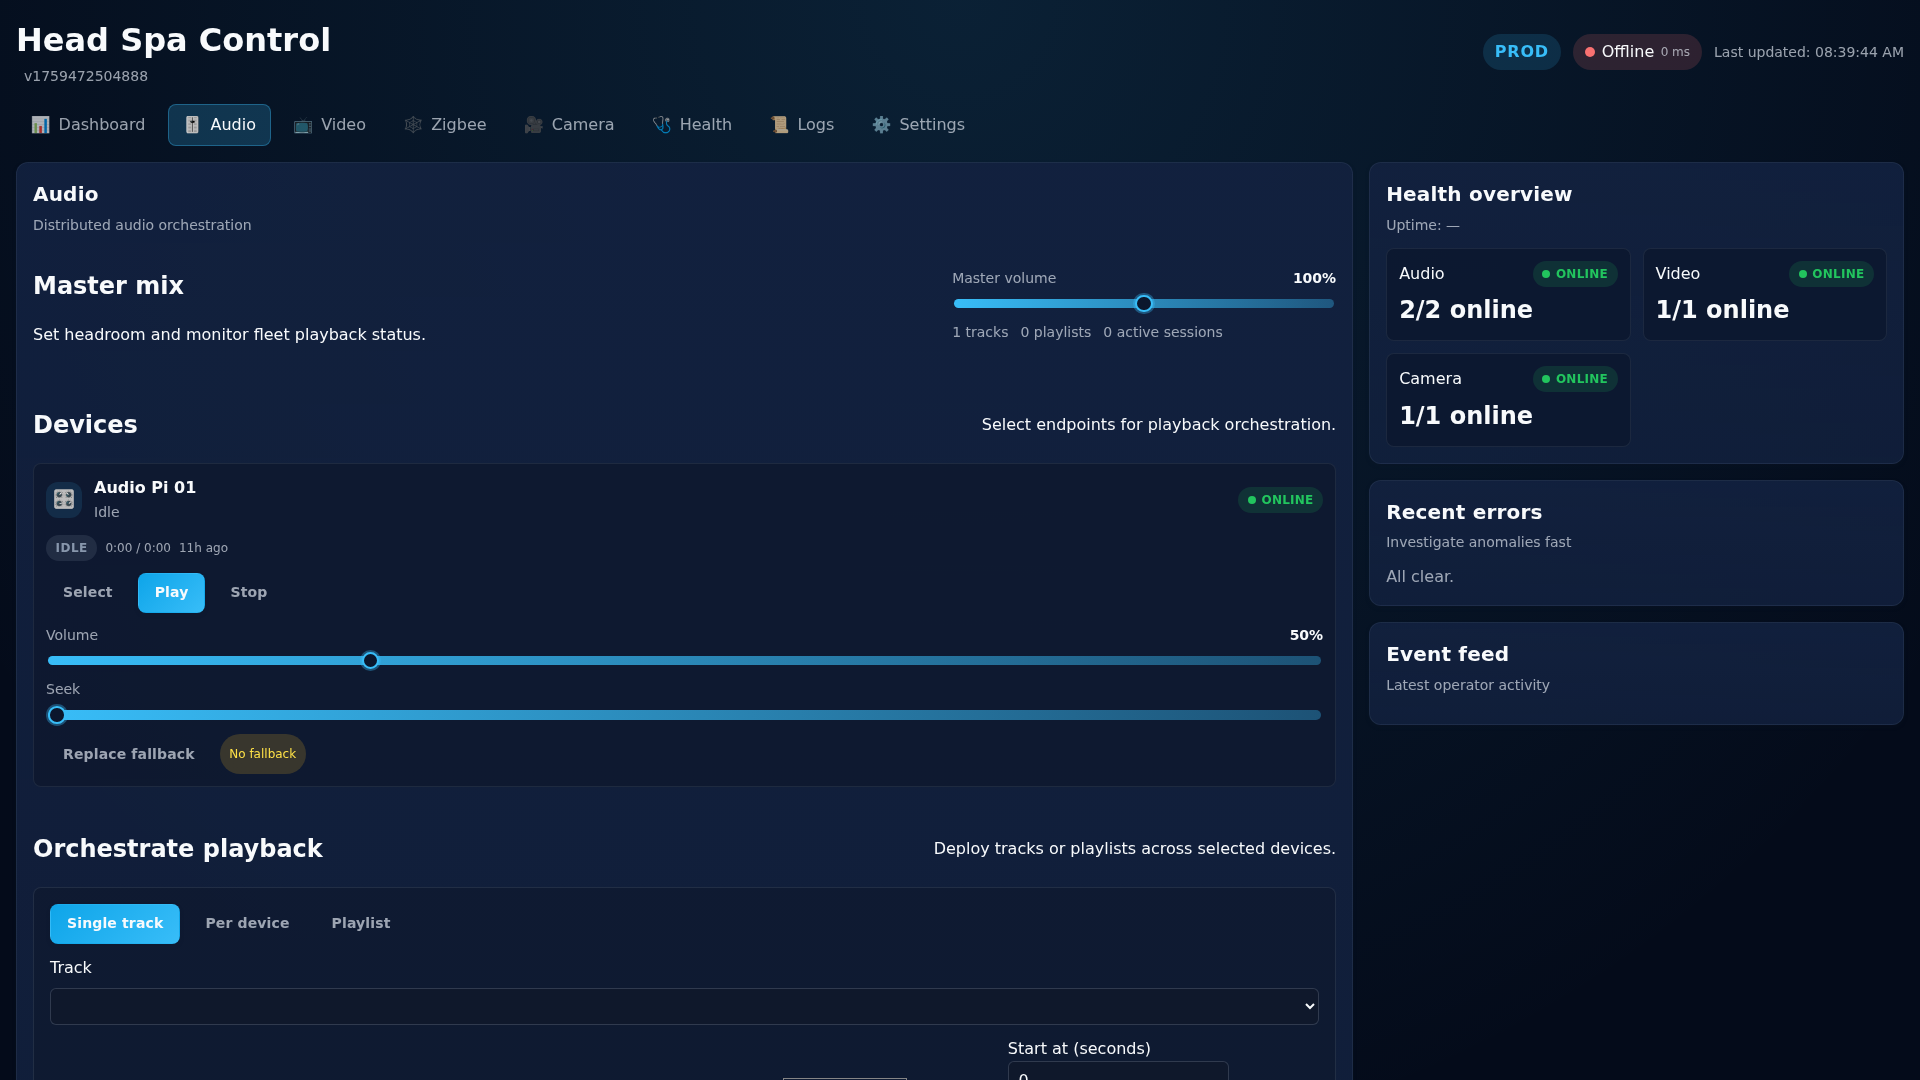 Head Spa Control
v1759472504888
PROD
Offline 0 ms
Last updated: 08:39:44 AM
Dashboard
Audio
Video
Zigbee
Camera
Health
Logs
Settings
Audio
Distributed audio orchestration
Master mix
Set headroom and monitor fleet playback status.
Master volume 100%
1 tracks 0 playlists 0 active sessions
Devices
Select endpoints for playback orchestration.
Audio Pi 01
Idle
ONLINE
IDLE 0:00 / 0:00 11h ago
Select Play Stop
Volume 50%
Seek
Replace fallback No fallback
Orchestrate playback
Deploy tracks or playlists across selected devices.
Single track Per device Playlist
Track
Start at (seconds)
0
Health overview
Uptime: —
Audio ONLINE
2/2 online
Video ONLINE
1/1 online
Camera ONLINE
1/1 online
Recent errors
Investigate anomalies fast
All clear.
Event feed
Latest operator activity